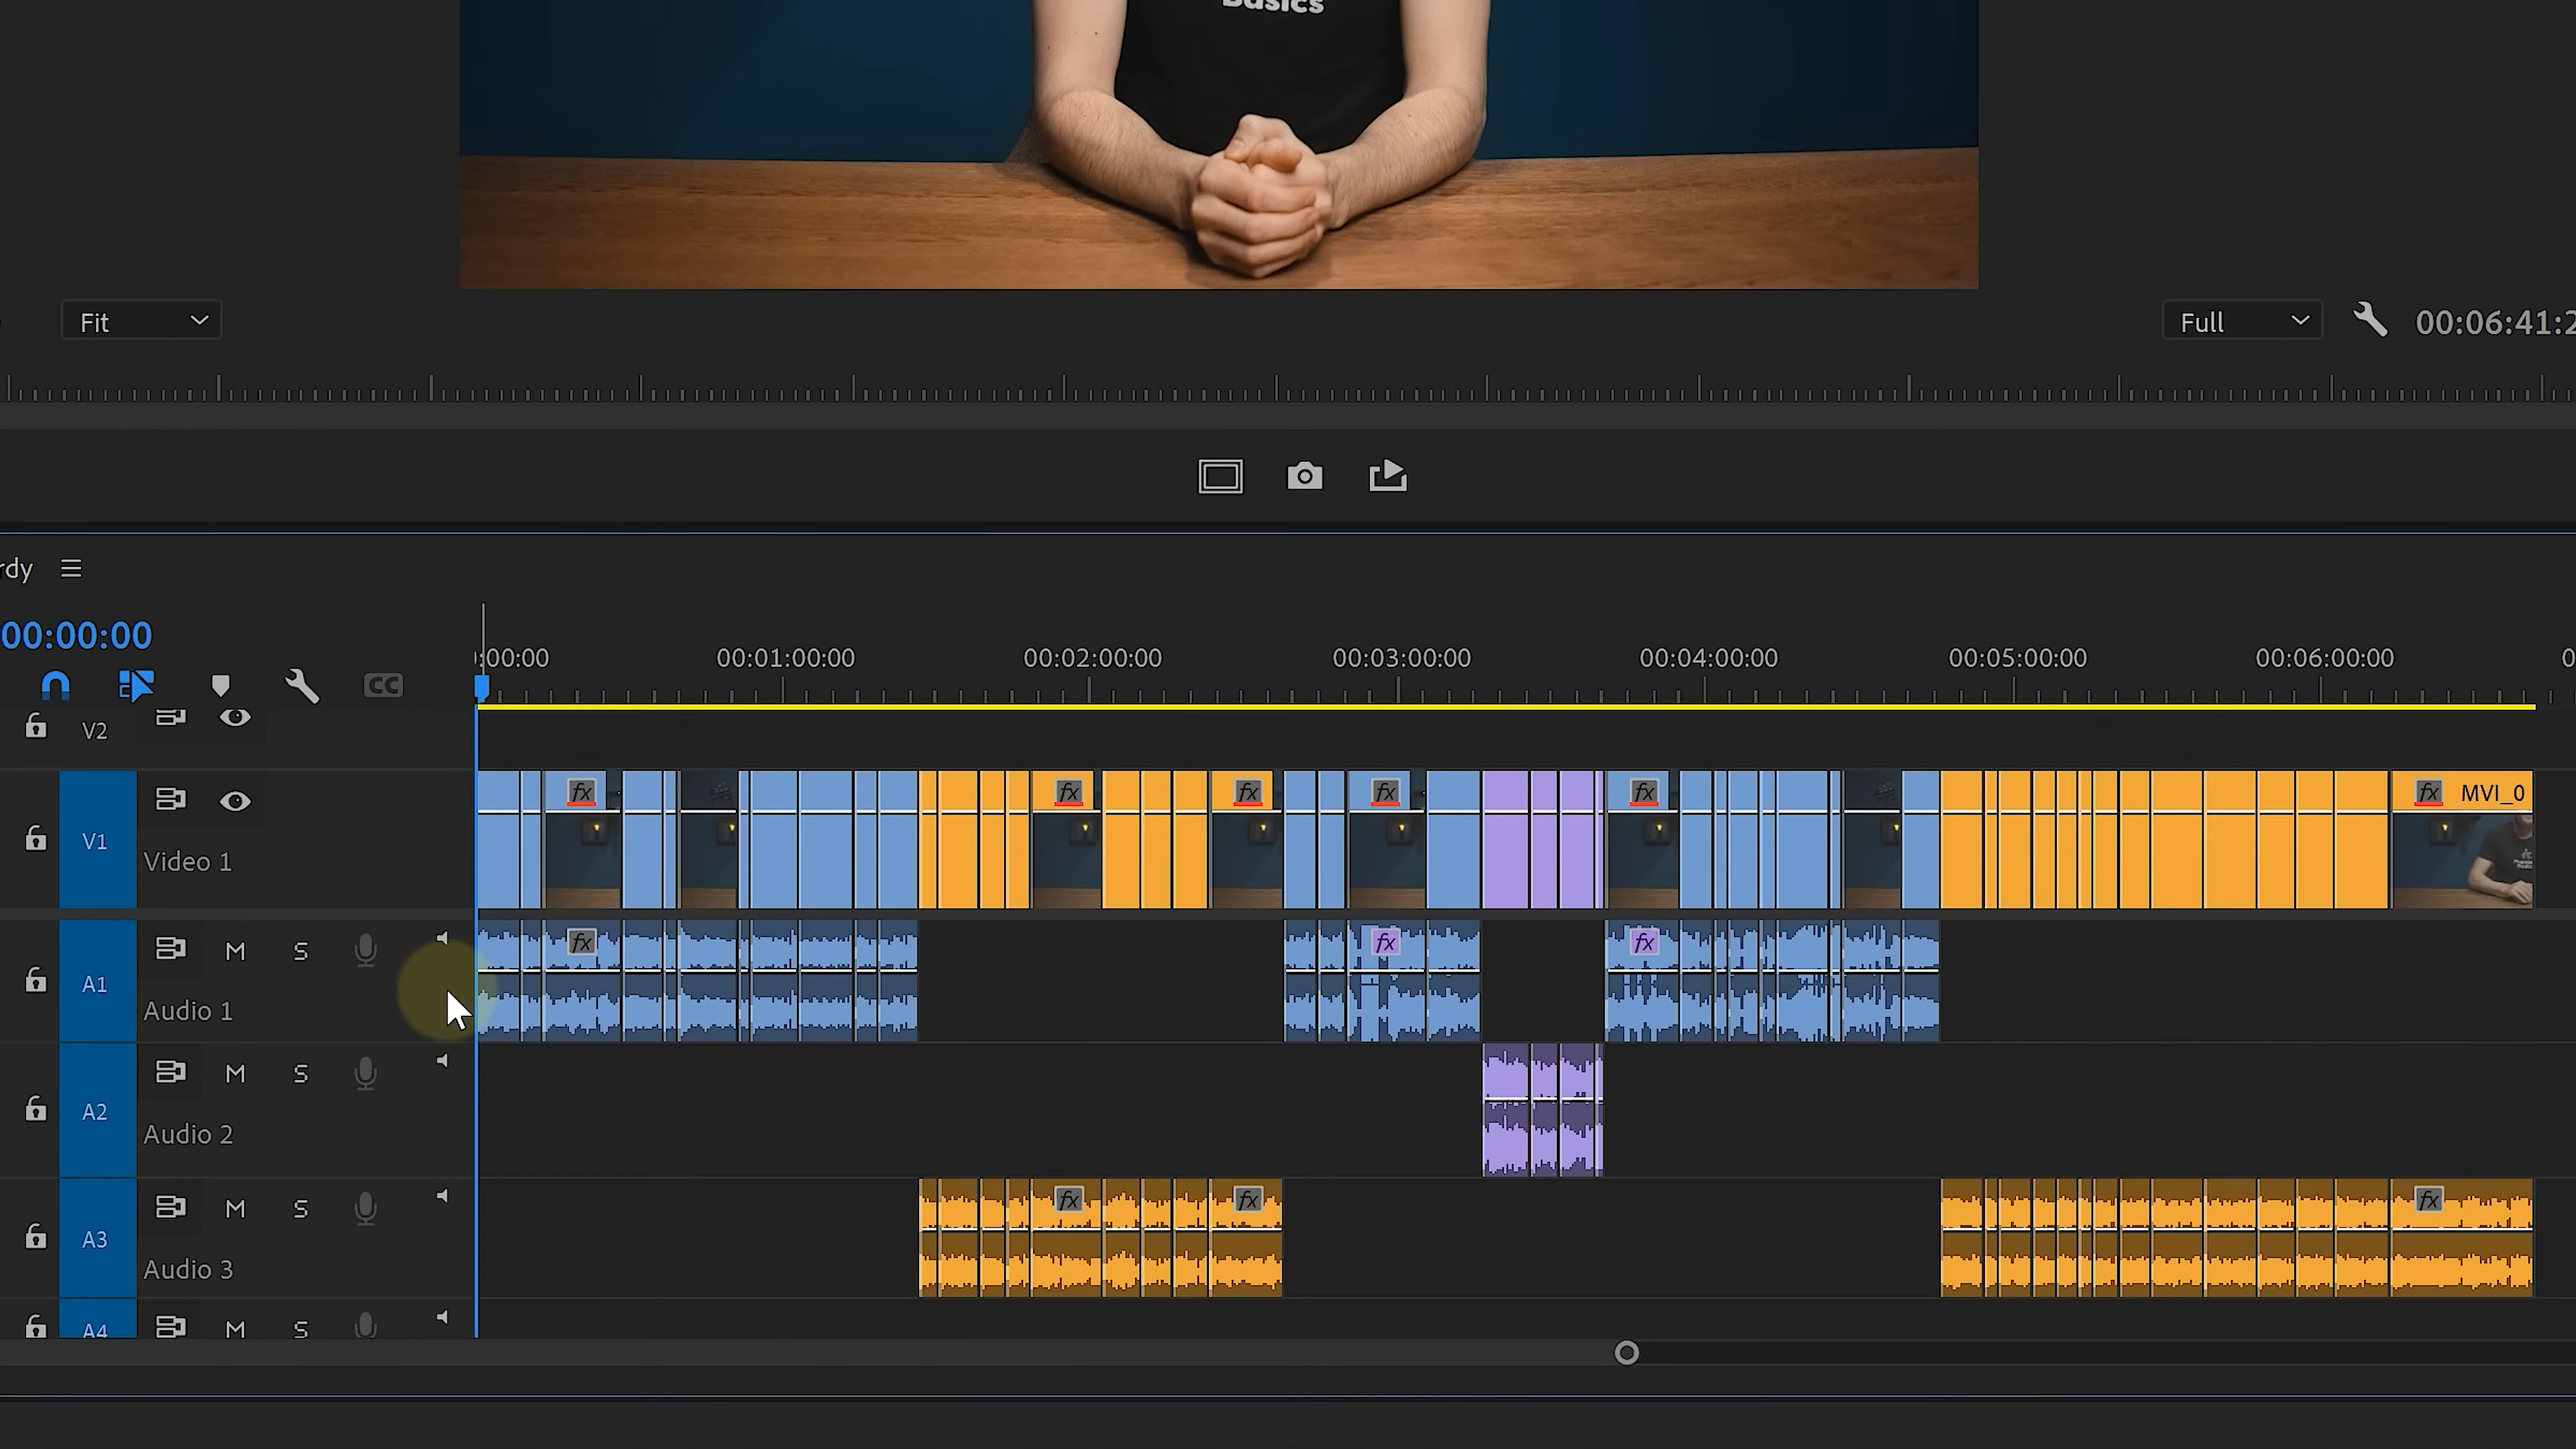 Basics
Fit
Full
00:06:41:2
rdy
00:00:00
:00:00
00:01:00:00
00:02:00:00
00:03:00:00
00:04:00:00
00:05:00:00
00:06:00:00
0
CC
V2
fx
fx
fx
fx
fx
fx MVI_0
V1
Video 1
M S
fx
fx
fx
A1
Audio 1
M S
A2
Audio 2
M S
fx
fx
fx
A3
Audio 3
A4
M S